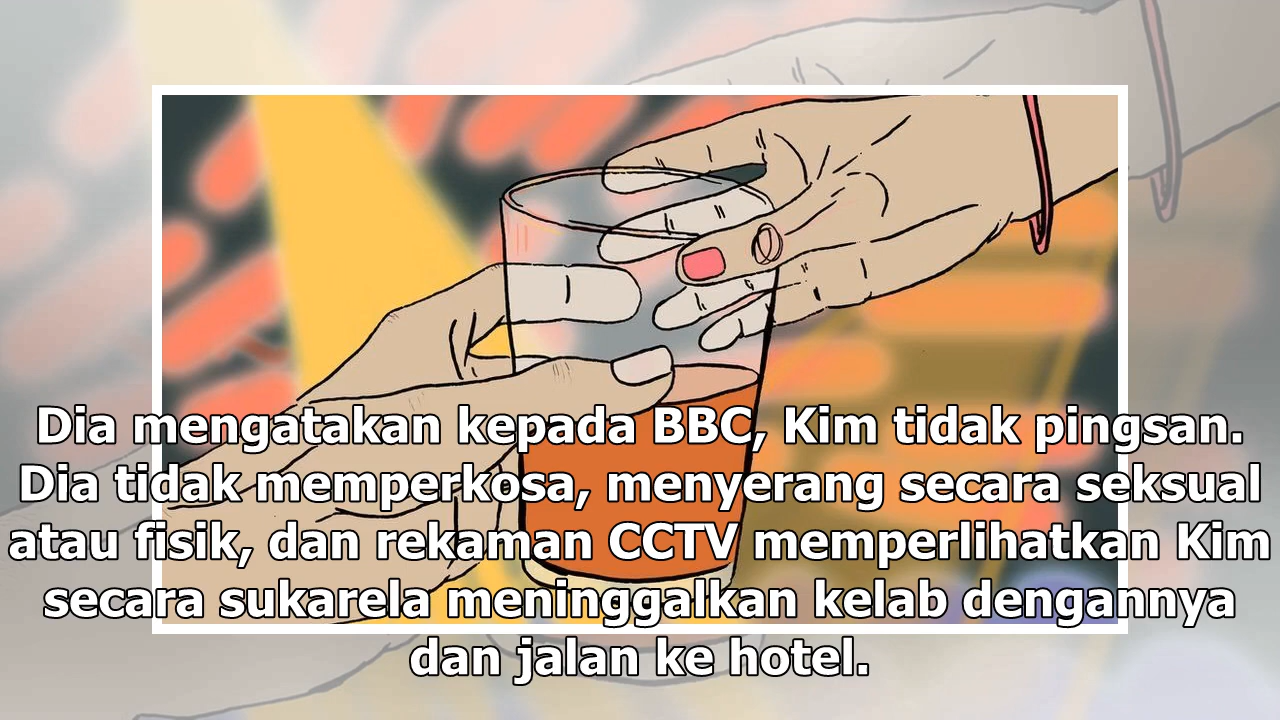 Dia mengatakan kepada BBC, Kim tidak pingsan.
Dia tidak memperkosa, menyerang secara seksual
atau fisik, dan rekaman CCTV memperlihatkan Kim
secara sukarela meninggalkan kelab dengannya
dan jalan ke hotel.